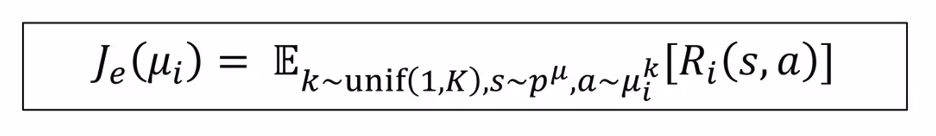 J_e(μ_i) = 𝔼_{k~unif(1,K),s~p^μ,a~μ_i^k}[R_i(s,a)]